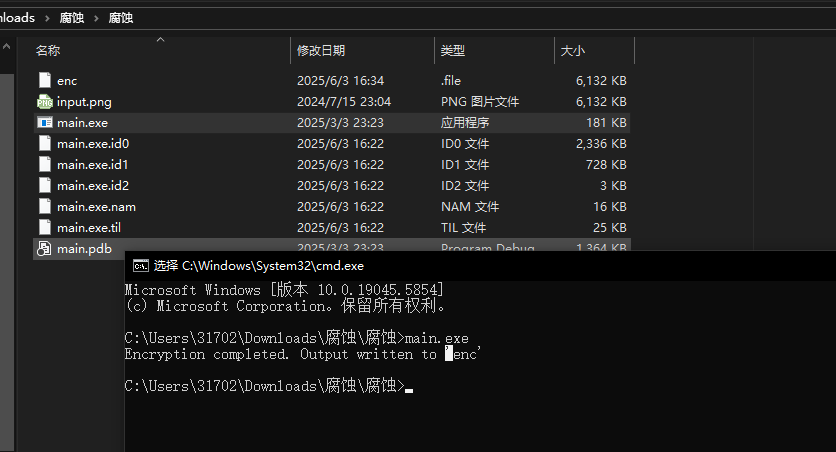 nloads > 腐蚀 > 腐蚀
名称 修改日期 类型 大小
enc 2025/6/3 16:34 .file 6,132 KB
input.png 2024/7/15 23:04 PNG 图片文件 6,132 KB
main.exe 2025/3/3 23:23 应用程序 181 KB
main.exe.id0 2025/6/3 16:22 ID0 文件 2,336 KB
main.exe.id1 2025/6/3 16:22 ID1 文件 728 KB
main.exe.id2 2025/6/3 16:22 ID2 文件 3 KB
main.exe.nam 2025/6/3 16:22 NAM 文件 16 KB
main.exe.til 2025/6/3 16:22 TIL 文件 25 KB
main.pdb 2025/3/3 23:23 Program Debug 1,364 KB
选择 C:\Windows\System32\cmd.exe
Microsoft Windows [版本 10.0.19045.5854]
(c) Microsoft Corporation。保留所有权利。
C:\Users\31702\Downloads\腐蚀\腐蚀>main.exe
Encryption completed. Output written to 'enc'
C:\Users\31702\Downloads\腐蚀\腐蚀>